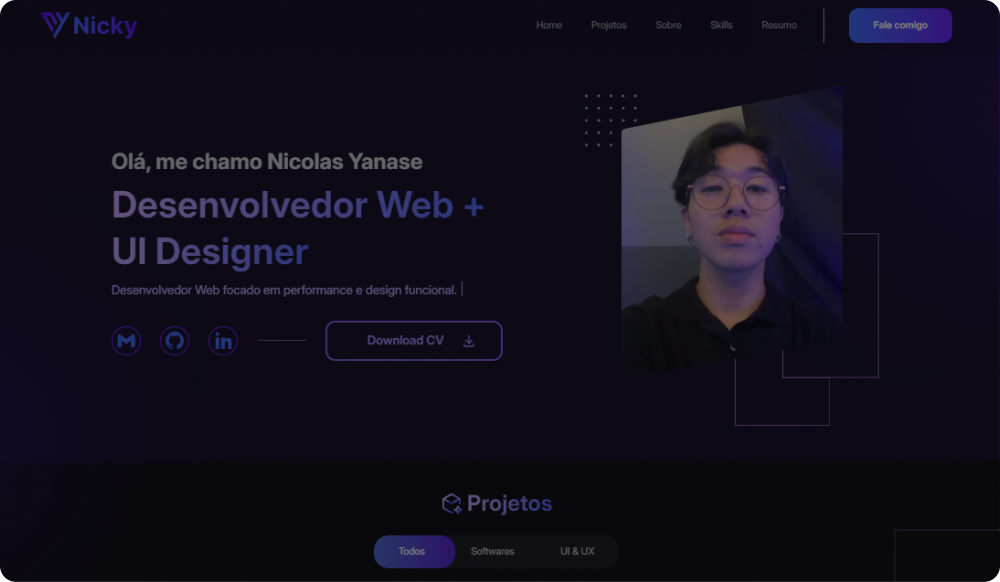 Nicky
Home
Projetos
Sobre
Skills
Resumo
Fale comigo
Olá, me chamo Nicolas Yanase
Desenvolvedor Web +
UI Designer
Desenvolvedor Web focado em performance e design funcional.
Download CV
Projetos
Todos
Softwares
UI & UX